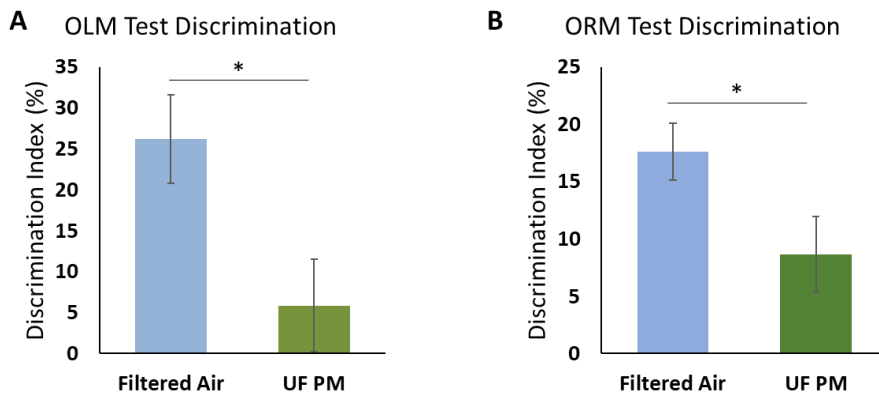 A
OLM Test Discrimination
Discrimination Index (%)
35
30
25
20
15
10
5
0
*
Filtered Air
UF PM
B
ORM Test Discrimination
Discrimination Index (%)
25
20
15
10
5
0
*
Filtered Air
UF PM